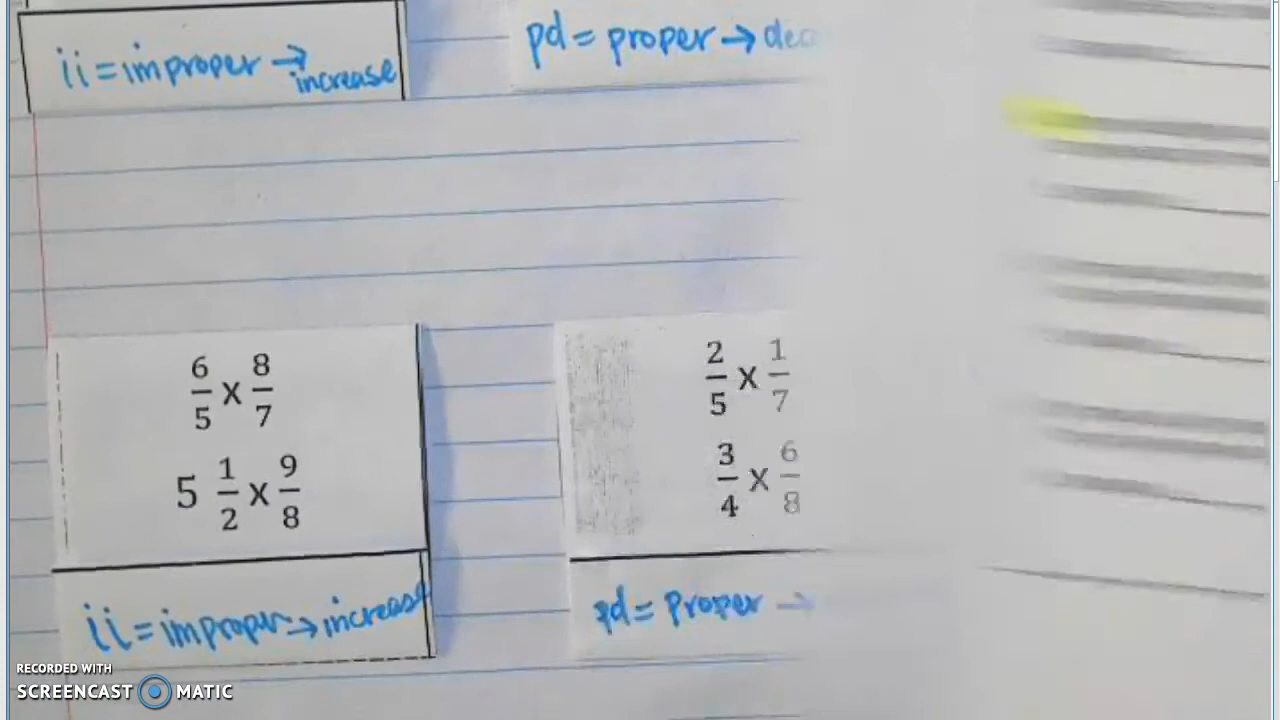 ii = improper →
increase
pd = proper →
6/5 x 8/7
5 1/2 x 9/8
ii = improper → increase
2/5 x 1/7
3/4 x 6/8
pd = proper →
RECORDED WITH
SCREENCAST MATIC